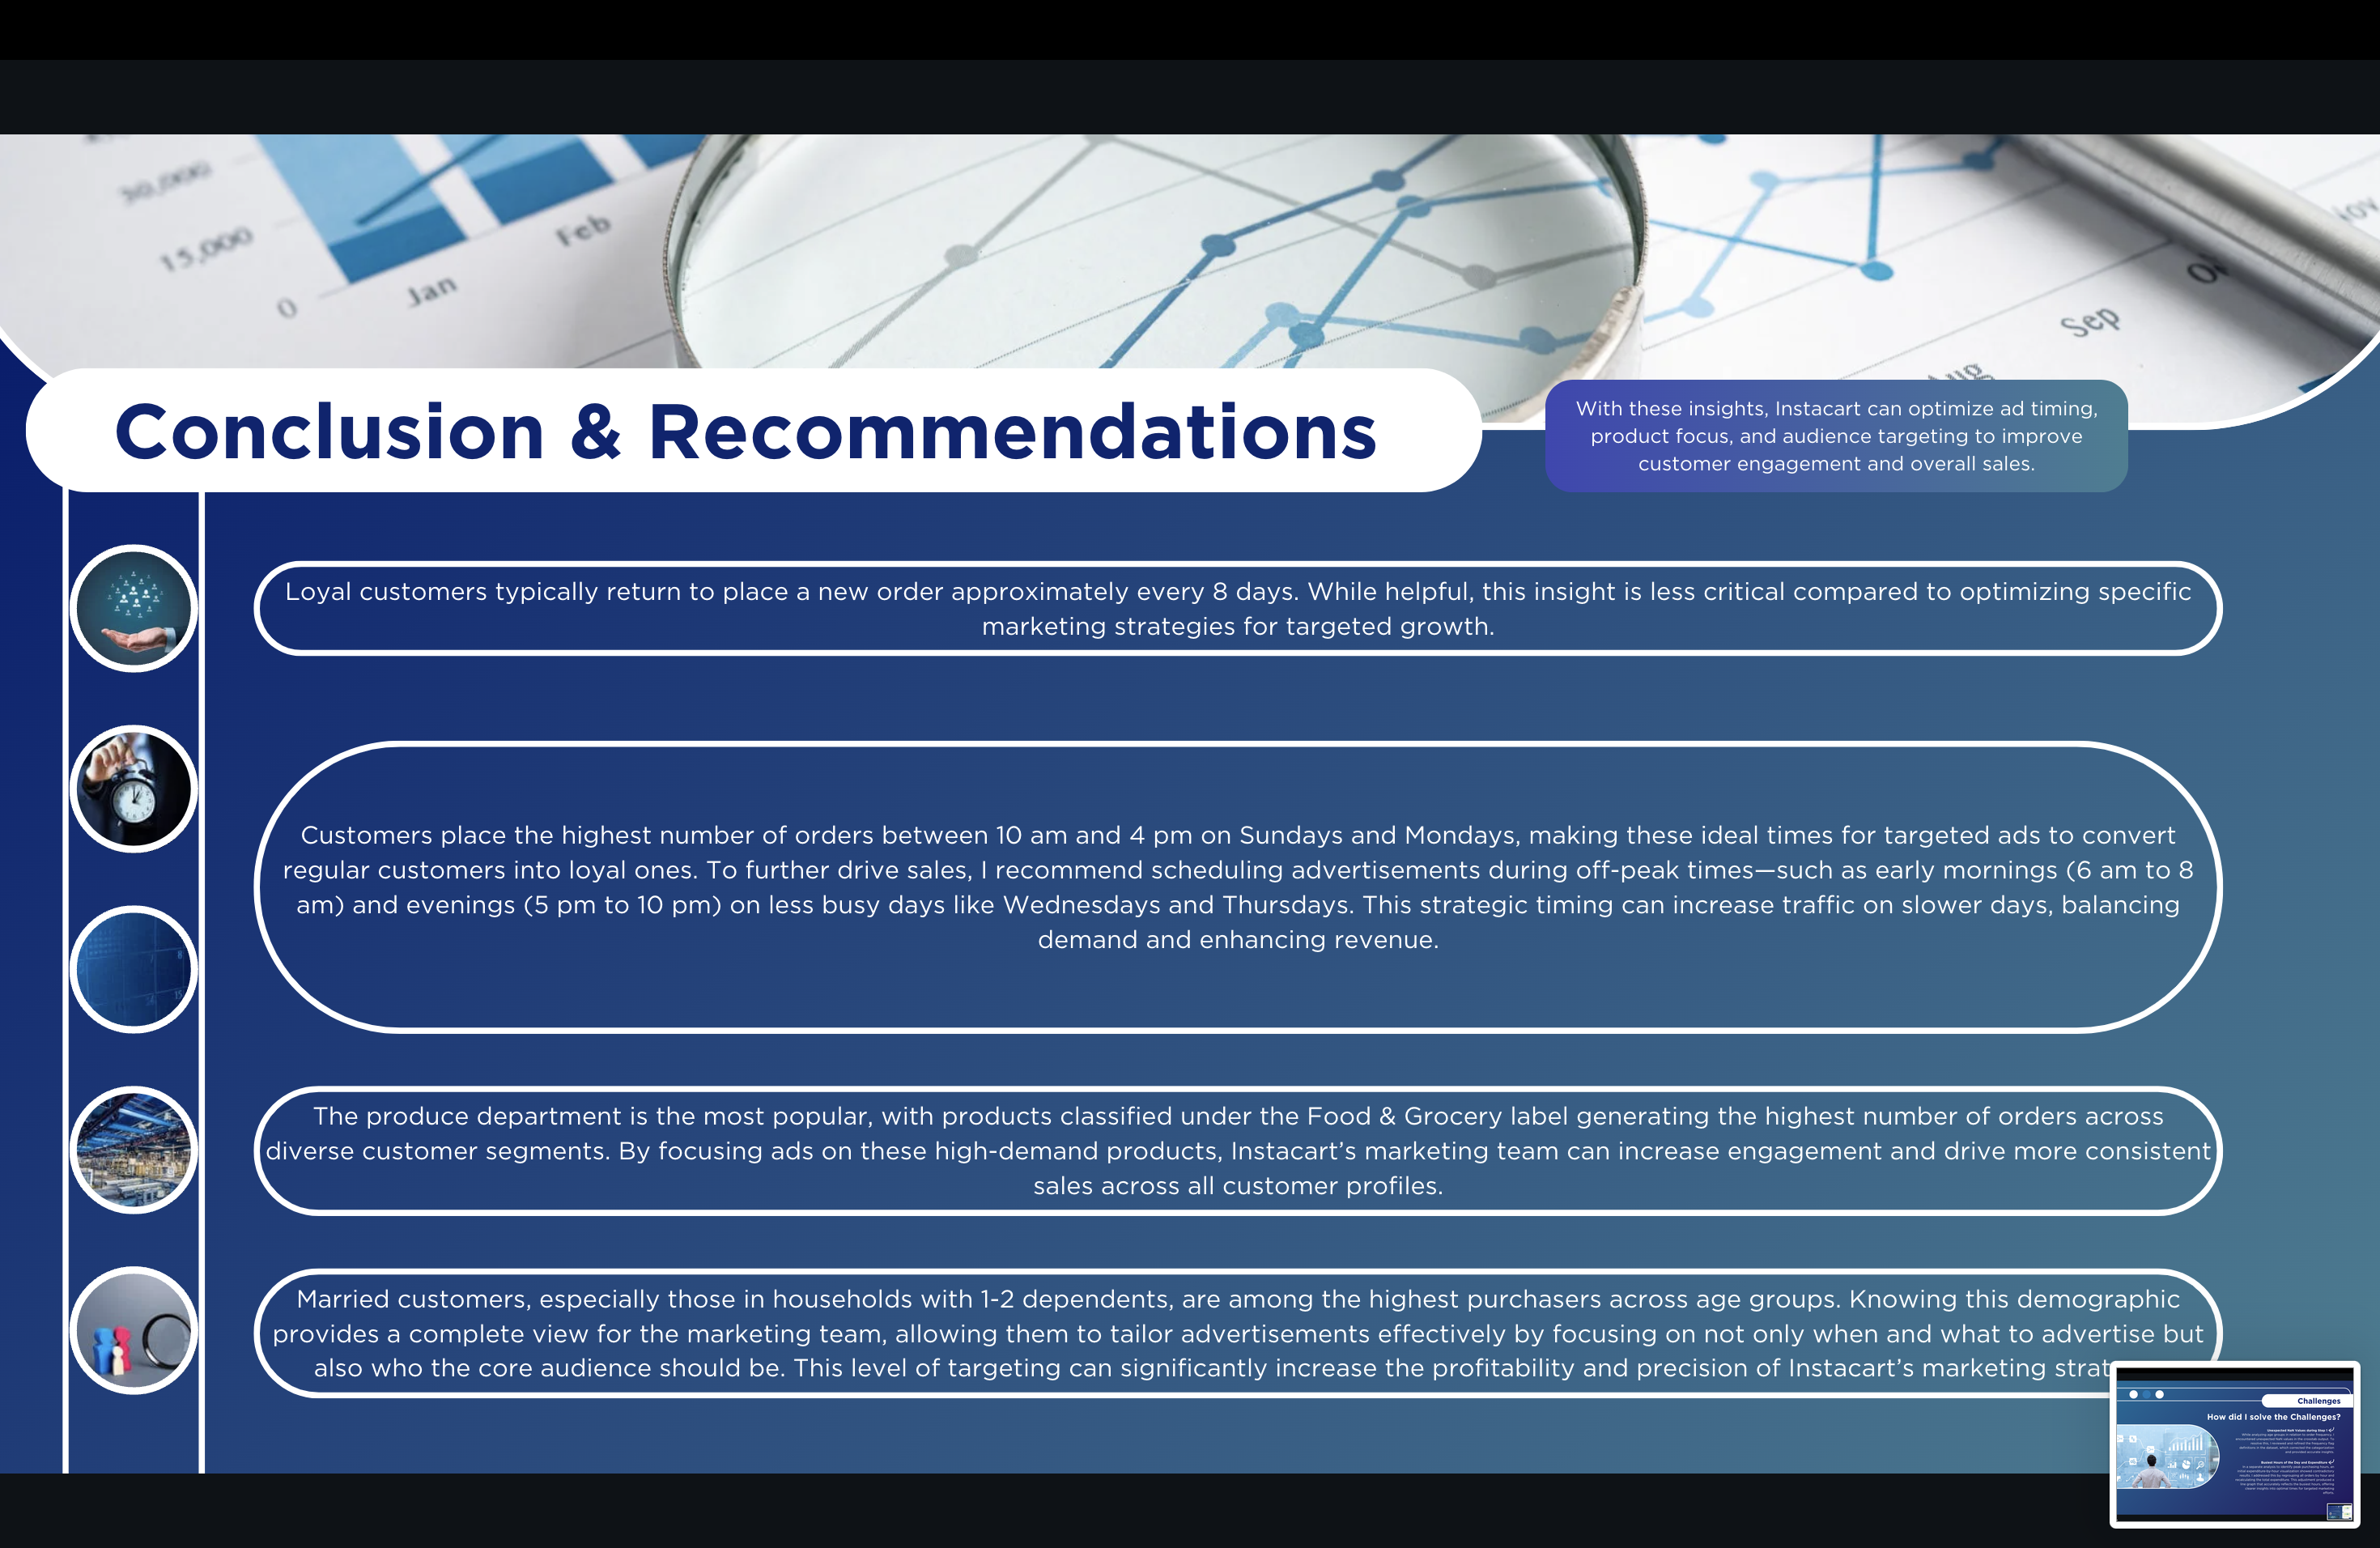 30,000
15,000
0
Jan
Feb
Sep
Conclusion & Recommendations
With these insights, Instacart can optimize ad timing,
product focus, and audience targeting to improve
customer engagement and overall sales.
Loyal customers typically return to place a new order approximately every 8 days. While helpful, this insight is less critical compared to optimizing specific
marketing strategies for targeted growth.
Customers place the highest number of orders between 10 am and 4 pm on Sundays and Mondays, making these ideal times for targeted ads to convert
regular customers into loyal ones. To further drive sales, I recommend scheduling advertisements during off-peak times—such as early mornings (6 am to 8
am) and evenings (5 pm to 10 pm) on less busy days like Wednesdays and Thursdays. This strategic timing can increase traffic on slower days, balancing
demand and enhancing revenue.
The produce department is the most popular, with products classified under the Food & Grocery label generating the highest number of orders across
diverse customer segments. By focusing ads on these high-demand products, Instacart’s marketing team can increase engagement and drive more consistent
sales across all customer profiles.
Married customers, especially those in households with 1-2 dependents, are among the highest purchasers across age groups. Knowing this demographic
provides a complete view for the marketing team, allowing them to tailor advertisements effectively by focusing on not only when and what to advertise but
also who the core audience should be. This level of targeting can significantly increase the profitability and precision of Instacart’s marketing strat
Challenges
How did I solve the Challenges?